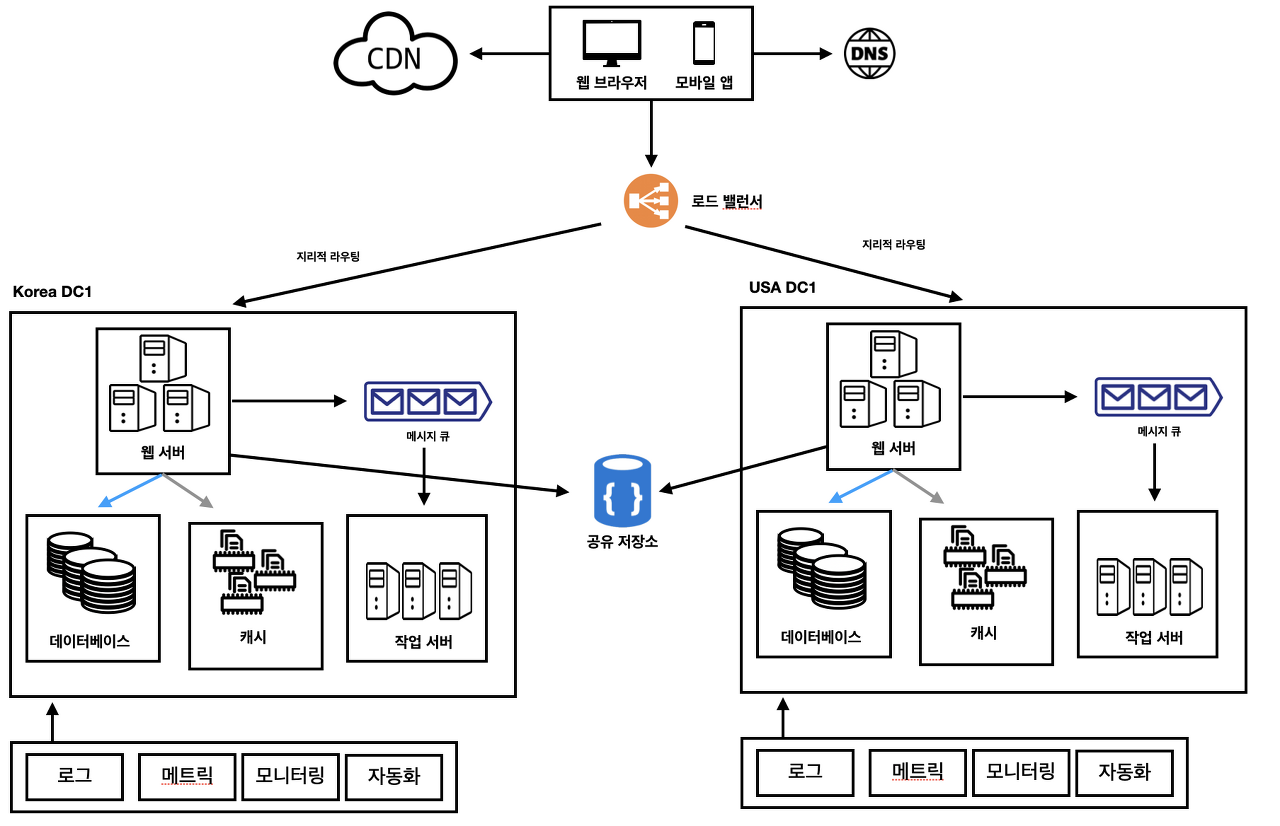 CDN
웹 브라우저
모바일 앱
DNS
로드 밸런서
지리적 라우팅
지리적 라우팅
Korea DC1
웹 서버
메시지 큐
데이터베이스
캐시
작업 서버
공유 저장소
USA DC1
웹 서버
메시지 큐
데이터베이스
캐시
작업 서버
로그
메트릭
모니터링
자동화
로그
메트릭
모니터링
자동화